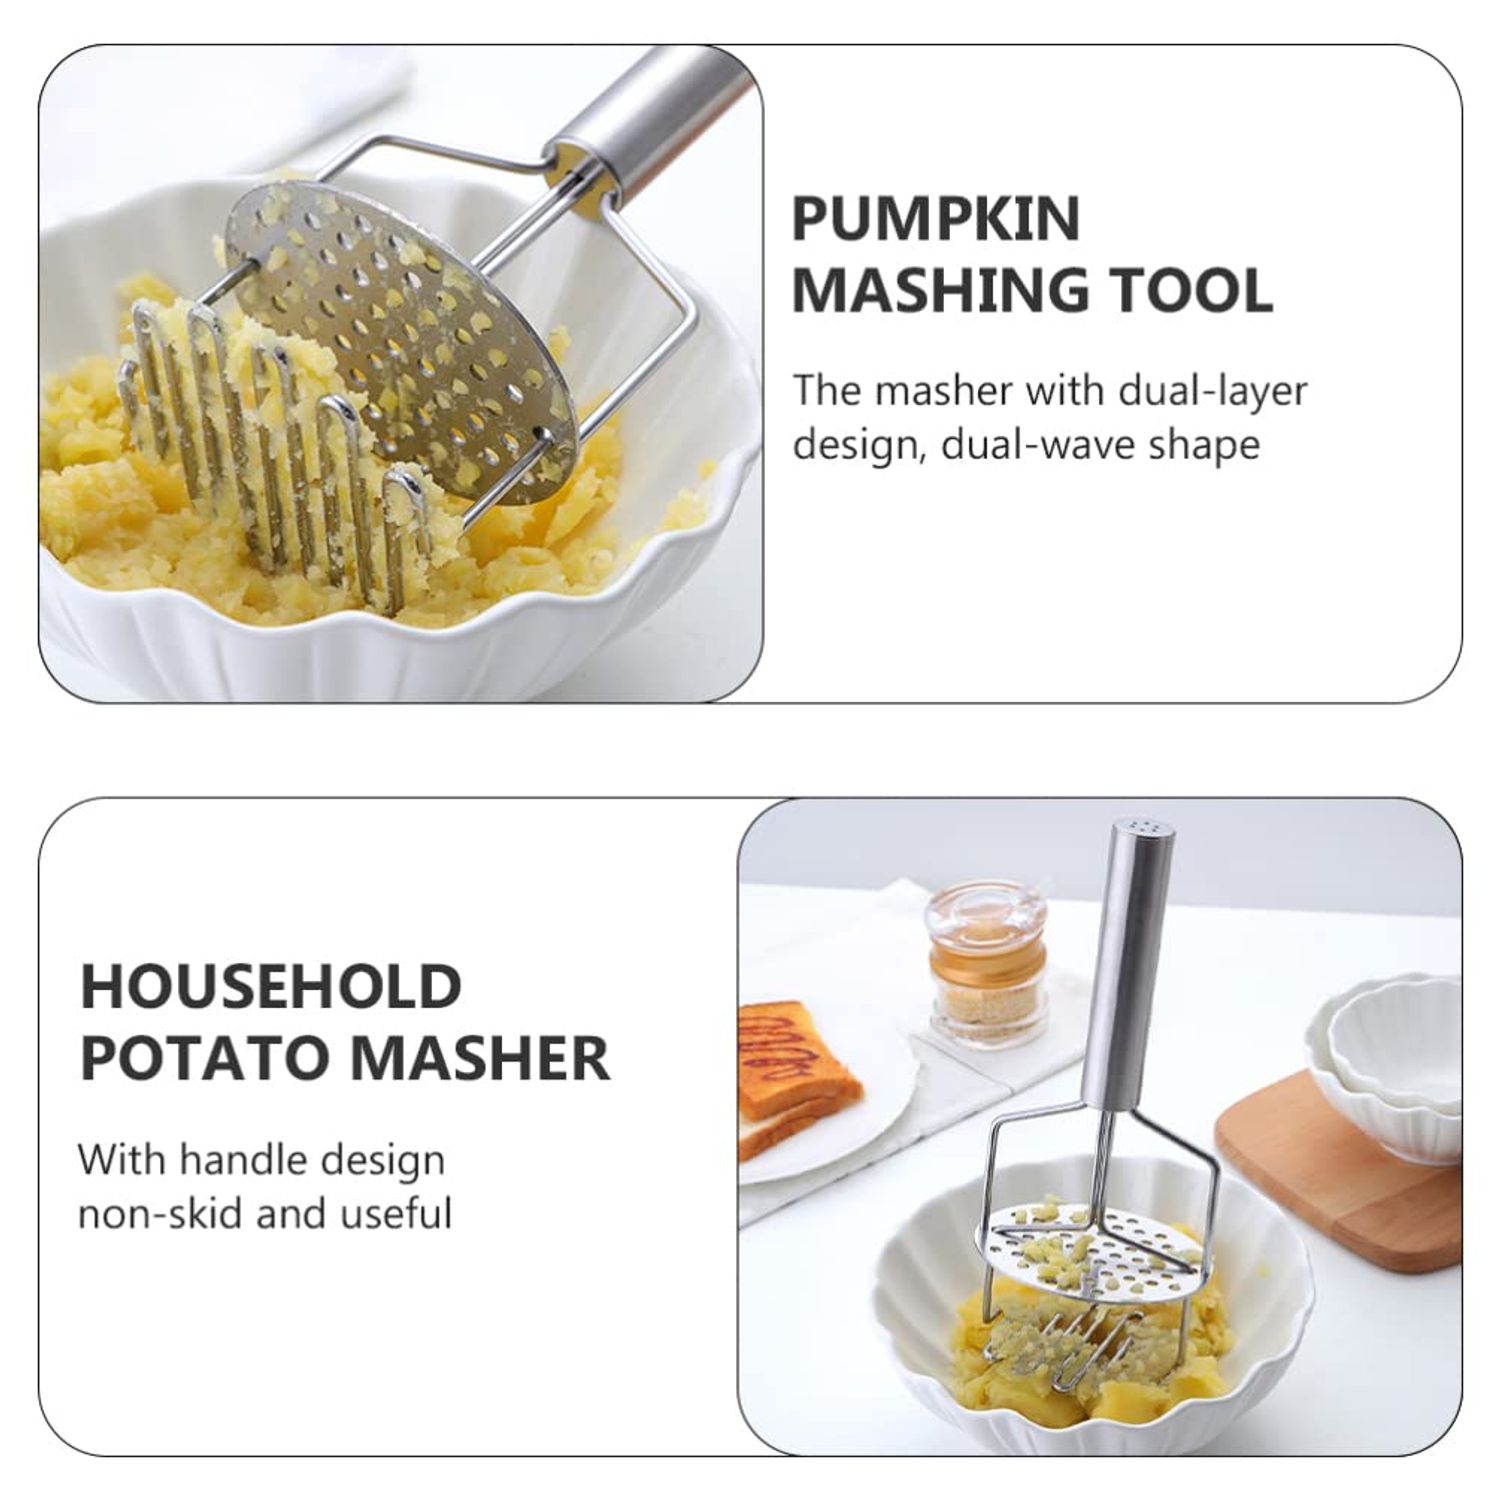 PUMPKIN
MASHING TOOL
The masher with dual-layer
design, dual-wave shape
HOUSEHOLD
POTATO MASHER
With handle design
non-skid and useful